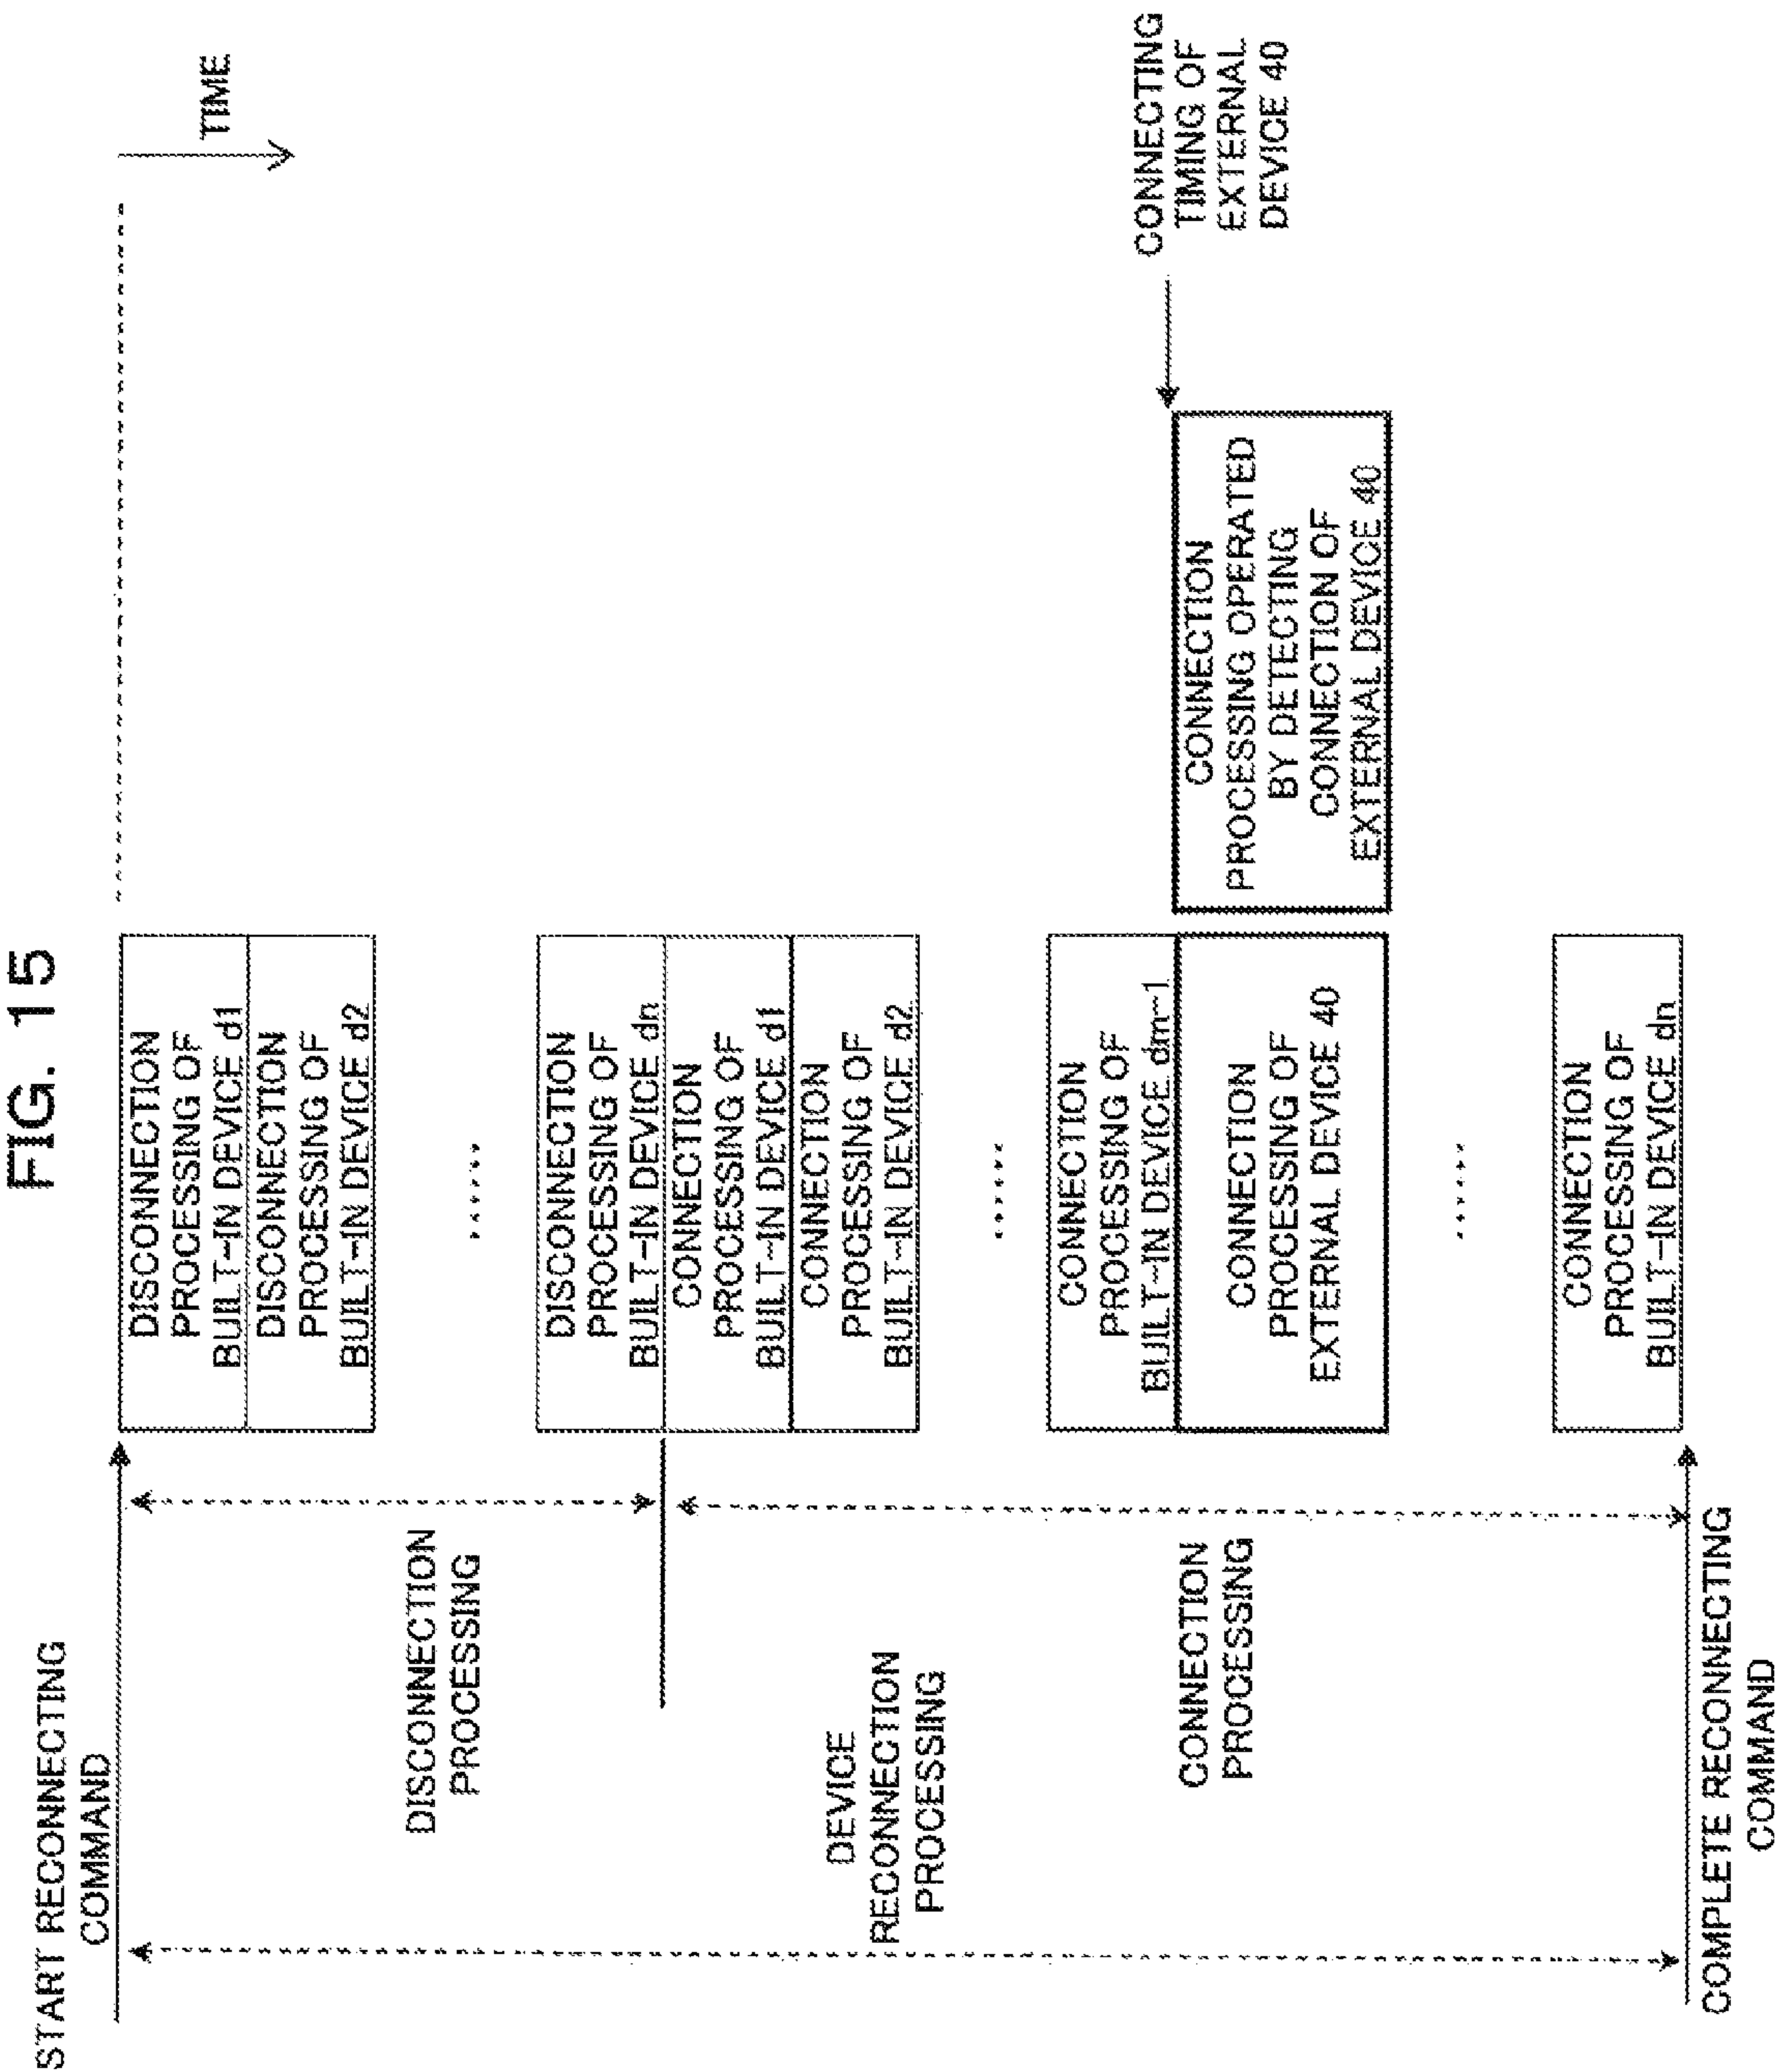 FIG. 15
START RECONNECTING
COMMAND
DISCONNECTION
PROCESSING
DEVICE
RECONNECTION
PROCESSING
CONNECTION
PROCESSING
COMPLETE RECONNECTING
COMMAND
DISCONNECTION
PROCESSING OF
BUILT-IN DEVICE d1
DISCONNECTION
PROCESSING OF
BUILT-IN DEVICE d2
......
DISCONNECTION
PROCESSING OF
BUILT-IN DEVICE dn
CONNECTION
PROCESSING OF
BUILT-IN DEVICE d1
CONNECTION
PROCESSING OF
BUILT-IN DEVICE d2
......
CONNECTION
PROCESSING OF
BUILT-IN DEVICE dm-1
CONNECTION
PROCESSING OF
EXTERNAL DEVICE 40
......
CONNECTION
PROCESSING OF
BUILT-IN DEVICE dn
CONNECTION
PROCESSING OPERATED
BY DETECTING
CONNECTION OF
EXTERNAL DEVICE 40
TIME
CONNECTING
TIMING OF
EXTERNAL
DEVICE 40